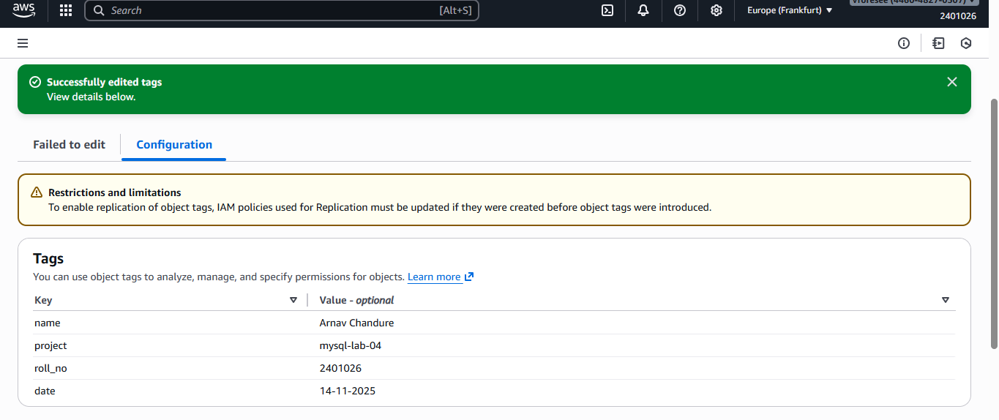 aws
Search [Alt+S] Europe (Frankfurt)
2401026
Successfully edited tags
View details below.
Failed to edit Configuration
Restrictions and limitations
To enable replication of object tags, IAM policies used for Replication must be updated if they were created before object tags were introduced.
Tags
You can use object tags to analyze, manage, and specify permissions for objects. Learn more
Key Value - optional
name Arnav Chandure
project mysql-lab-04
roll_no 2401026
date 14-11-2025